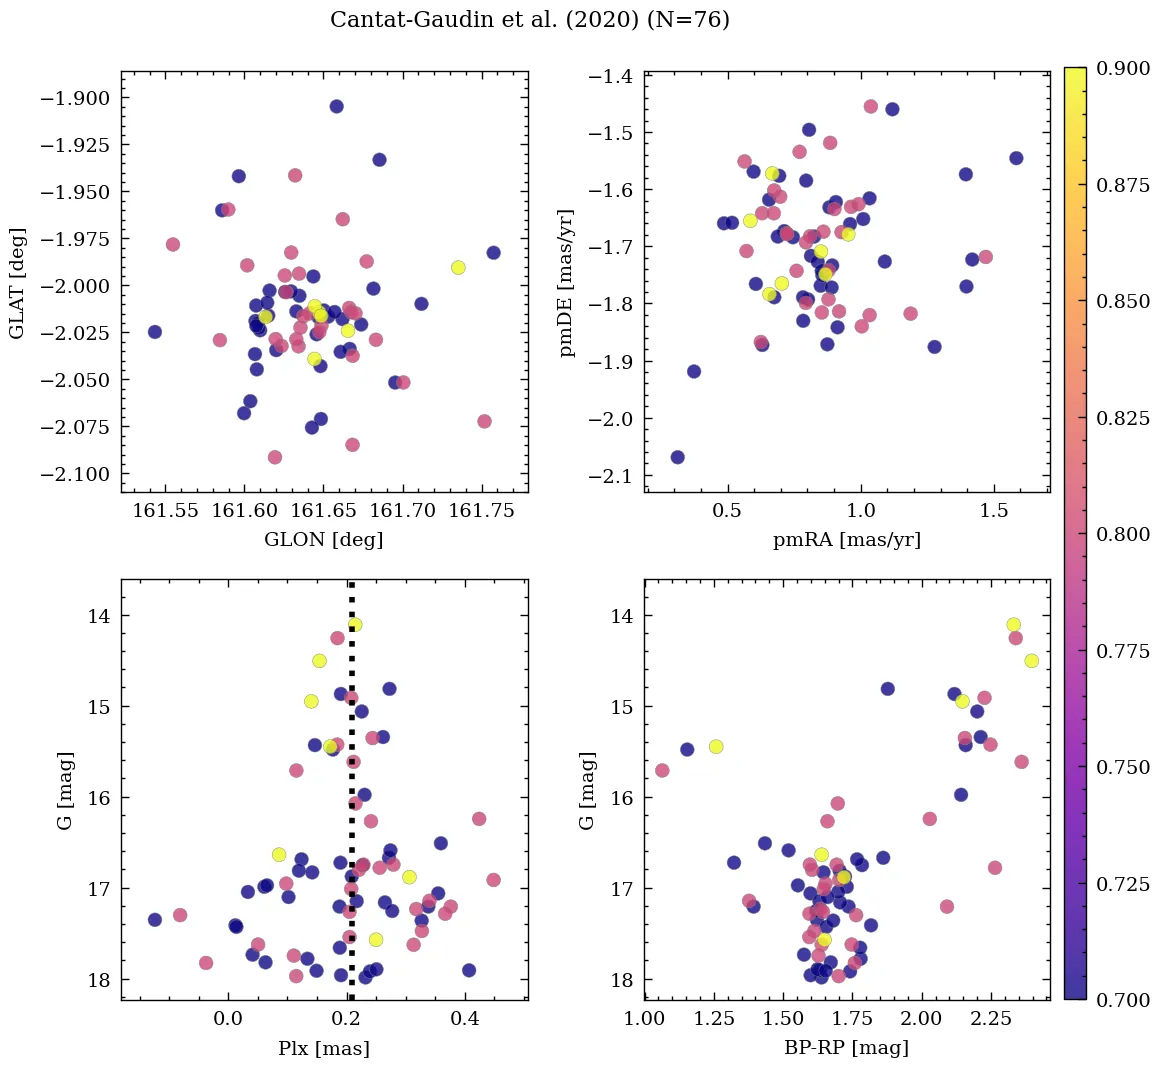 Cantat-Gaudin et al. (2020) (N=76)
−1.900
−1.925
−1.950
−1.975
−2.000
−2.025
−2.050
−2.075
−2.100
GLAT [deg]
161.55 161.60 161.65 161.70 161.75
GLON [deg]
−1.4
−1.5
−1.6
−1.7
−1.8
−1.9
−2.0
−2.1
pmDE [mas/yr]
0.5 1.0 1.5
pmRA [mas/yr]
14
15
16
17
18
G [mag]
0.0 0.2 0.4
Plx [mas]
14
15
16
17
18
G [mag]
1.00 1.25 1.50 1.75 2.00 2.25
BP-RP [mag]
0.900
0.875
0.850
0.825
0.800
0.775
0.750
0.725
0.700